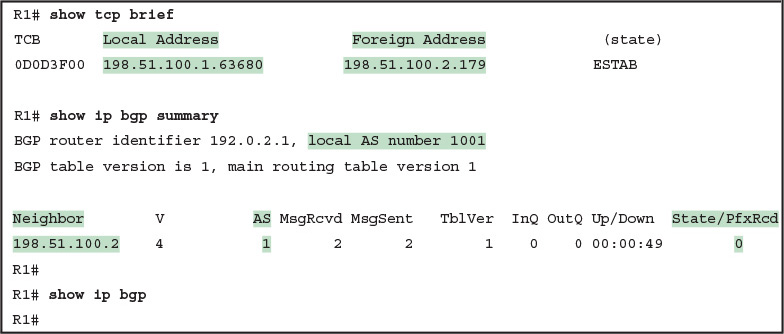 R1# show tcp brief
TCB Local Address Foreign Address (state)
0D0D3F00 198.51.100.1.63680 198.51.100.2.179 ESTAB
R1# show ip bgp summary
BGP router identifier 192.0.2.1, local AS number 1001
BGP table version is 1, main routing table version 1
Neighbor V AS MsgRcvd MsgSent TblVer InQ OutQ Up/Down State/PfxRcd
198.51.100.2 4 1 2 2 1 0 0 00:00:49 0
R1#
R1# show ip bgp
R1#